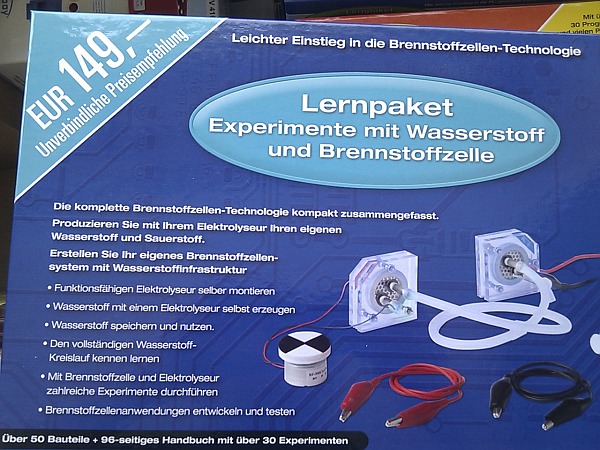 EUR 149,–
Unverbindliche Preisempfehlung
Leichter Einstieg in die Brennstoffzellen-Technologie
Lernpaket
Experimente mit Wasserstoff
und Brennstoffzelle
Die komplette Brennstoffzellen-Technologie kompakt zusammengefasst.
Produzieren Sie mit Ihrem Elektrolyseur Ihren eigenen
Wasserstoff und Sauerstoff.
Erstellen Sie Ihr eigenes Brennstoffzellen-
system mit Wasserstoffinfrastruktur
• Funktionsfähigen Elektrolyseur selber montieren
• Wasserstoff mit einem Elektrolyseur selbst erzeugen
• Wasserstoff speichern und nutzen.
• Den vollständigen Wasserstoff-
Kreislauf kennen lernen
• Mit Brennstoffzelle und Elektrolyseur
zahlreiche Experimente durchführen
• Brennstoffzellenanwendungen entwickeln und testen
Über 50 Bauteile + 96-seitiges Handbuch mit über 30 Experimenten